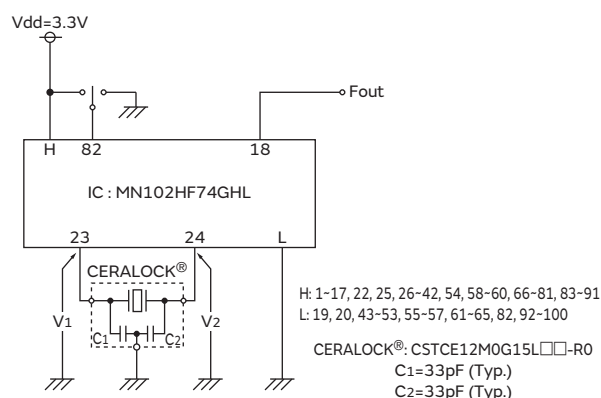 Vdd=3.3V
Fout
H 82 18
IC : MN102HF74GHL
23 24 L
CERALOCK®
V1 C1 C2 V2
H: 1~17, 22, 25, 26~42, 54, 58~60, 66~81, 83~91
L: 19, 20, 43~53, 55~57, 61~65, 82, 92~100
CERALOCK®: CSTCE12M0G15L□□-R0
C1=33pF (Typ.)
C2=33pF (Typ.)